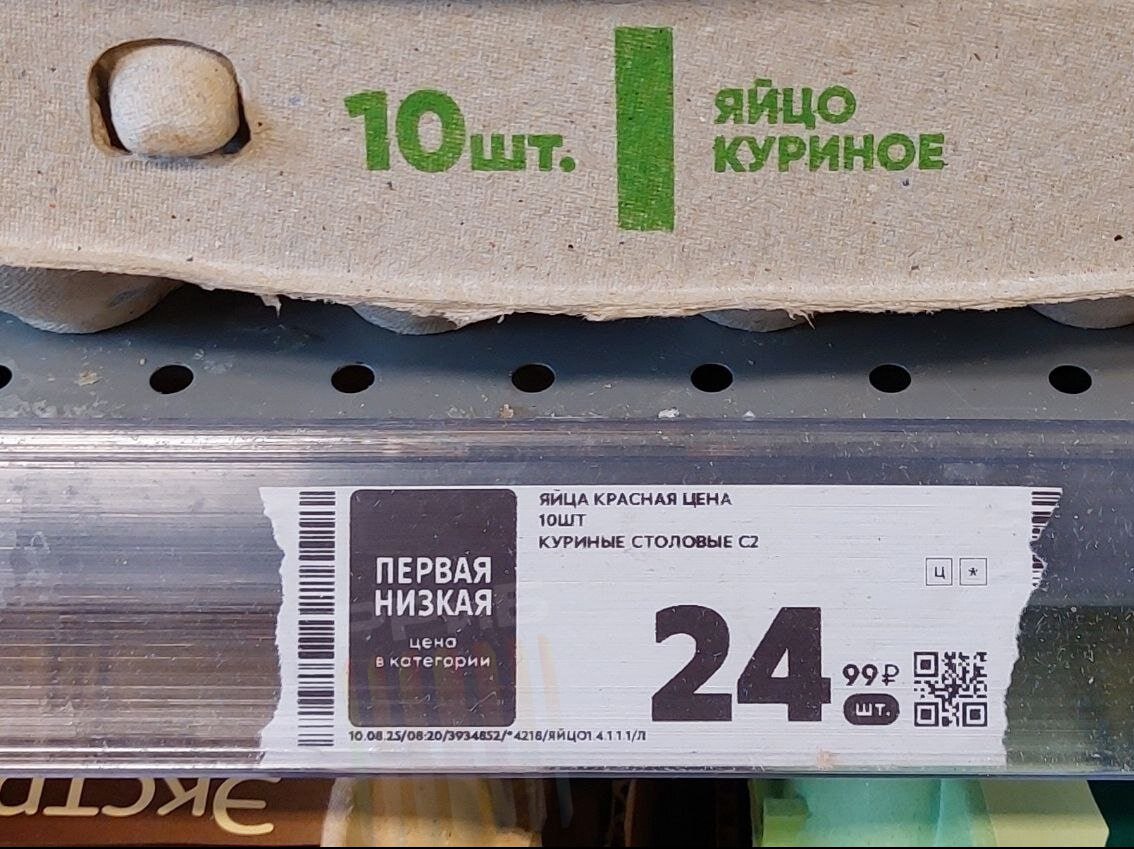 10шт.
ЯЙЦО
КУРИНОЕ
ПЕРВАЯ
НИЗКАЯ
цена
в категории
ЯЙЦА КРАСНАЯ ЦЕНА
10ШТ
КУРИНЫЕ СТОЛОВЫЕ С2
Ц *
24 99₽
шт.
10.08.25/08:20/3934852/*4218/ЯЙЦО1.4.1.1.1/Л
Экстра